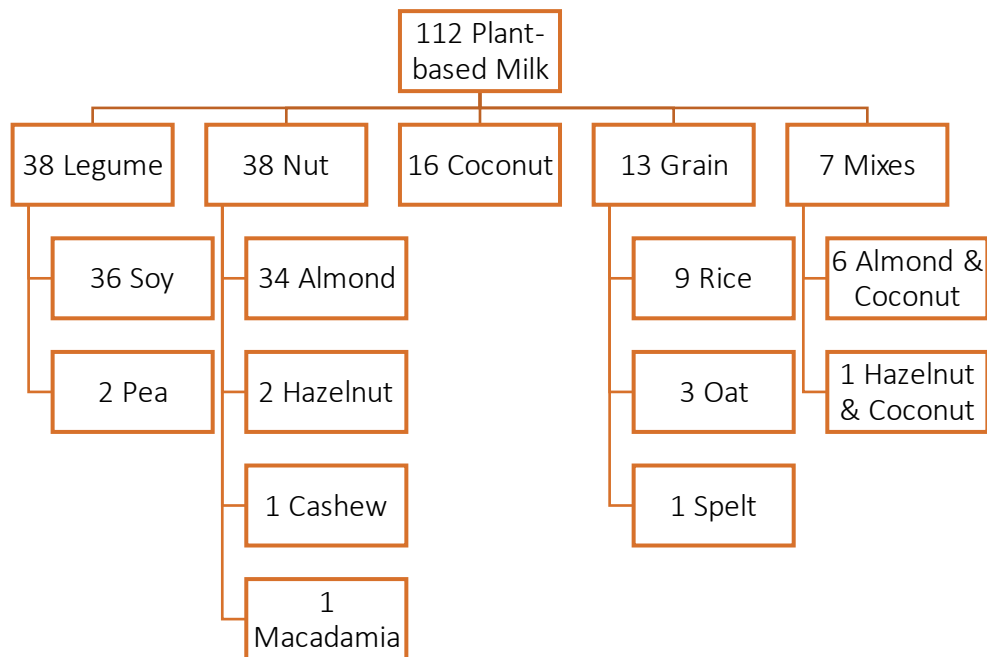 112 Plant-
based Milk
38 Legume
38 Nut
16 Coconut
13 Grain
7 Mixes
36 Soy
2 Pea
34 Almond
2 Hazelnut
1 Cashew
1
Macadamia
9 Rice
3 Oat
1 Spelt
6 Almond &
Coconut
1 Hazelnut
& Coconut